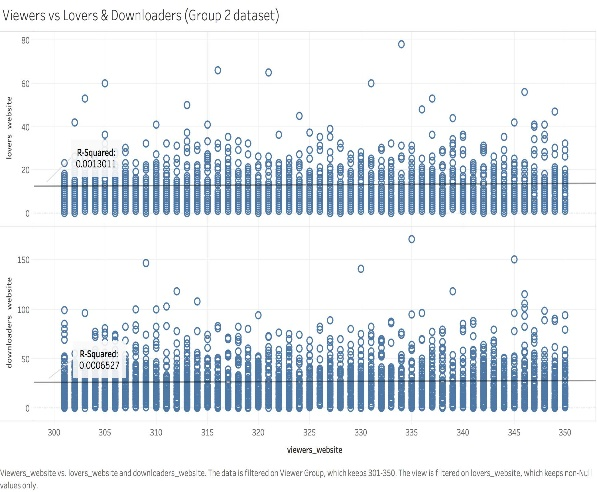 Viewers vs Lovers & Downloaders (Group 2 dataset)
80
60
40
20
0
lovers_website
R-Squared:
0.0013011
150
100
50
0
downloaders_website
R-Squared:
0.0006527
300 305 310 315 320 325 330 335 340 345 350
viewers_website
Viewers_website vs. lovers_website and downloaders_website. The data is filtered on Viewer Group, which keeps 301-350. The view is filtered on lovers_website, which keeps non-Null
values only.